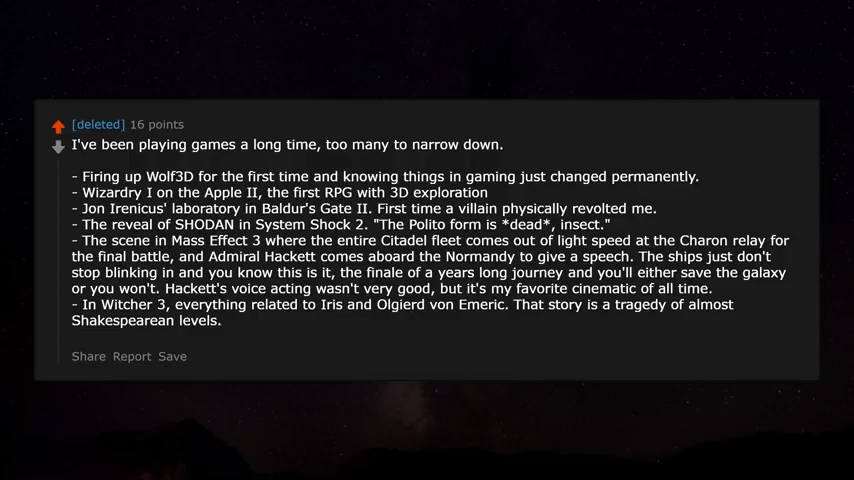 [deleted] 16 points
I've been playing games a long time, too many to narrow down.
- Firing up Wolf3D for the first time and knowing things in gaming just changed permanently.
- Wizardry I on the Apple II, the first RPG with 3D exploration
- Jon Irenicus' laboratory in Baldur's Gate II. First time a villain physically revolted me.
- The reveal of SHODAN in System Shock 2. "The Polito form is *dead*, insect."
- The scene in Mass Effect 3 where the entire Citadel fleet comes out of light speed at the Charon relay for
the final battle, and Admiral Hackett comes aboard the Normandy to give a speech. The ships just don't
stop blinking in and you know this is it, the finale of a years long journey and you'll either save the galaxy
or you won't. Hackett's voice acting wasn't very good, but it's my favorite cinematic of all time.
- In Witcher 3, everything related to Iris and Olgierd von Emeric. That story is a tragedy of almost
Shakespearean levels.
Share Report Save